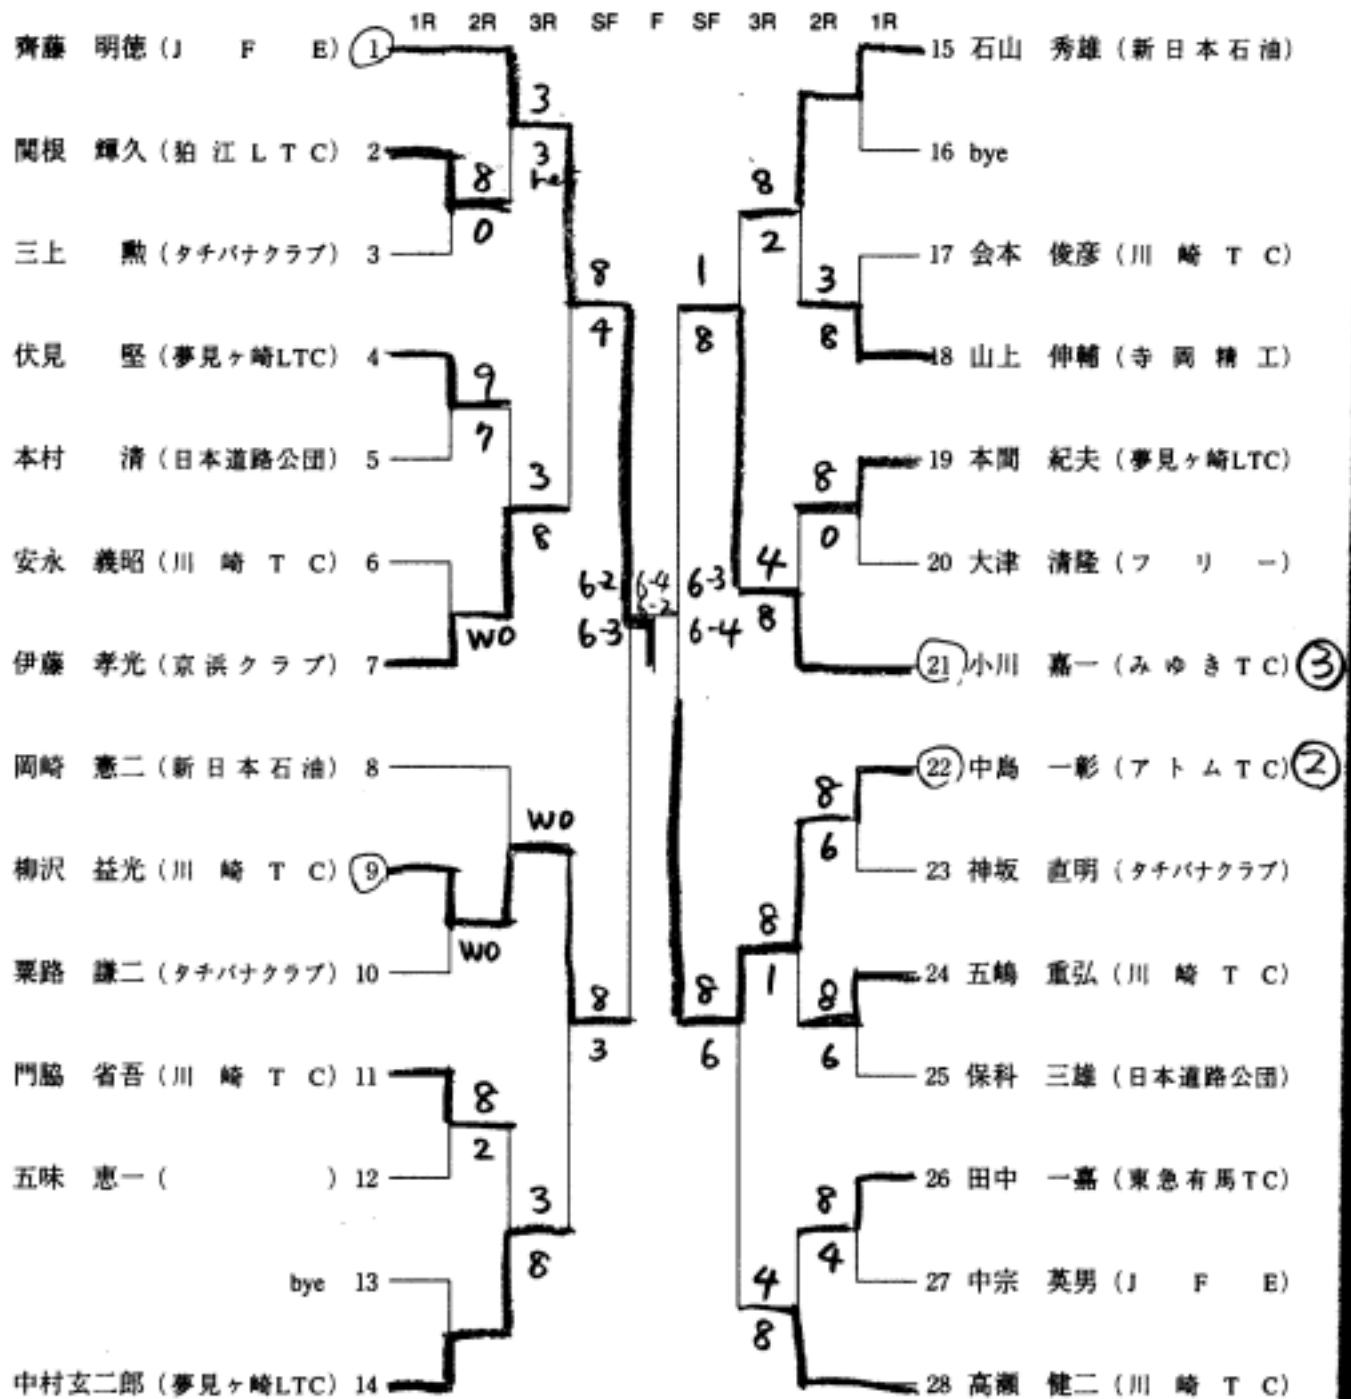 1R 2R 3R SF F SF 3R 2R 1R
齊藤 明徳 (J F E) 1
関根 輝久 (狛江LTC) 2
三上 勲 (タチバナクラブ) 3
伏見 堅 (夢見ヶ崎LTC) 4
本村 清 (日本道路公団) 5
安永 義昭 (川崎TC) 6
伊藤 孝光 (京浜クラブ) 7
岡崎 憲二 (新日本石油) 8
柳沢 益光 (川崎TC) 9
粟路 謙二 (タチバナクラブ) 10
門脇 省吾 (川崎TC) 11
五味 恵一 ( ) 12
bye 13
中村玄二郎 (夢見ヶ崎LTC) 14
8
0
9
7
WO
WO
8
2
3
3
ret
3
8
WO
3
8
8
4
8
3
6-2
6-3
6-4
6-2
6-3
6-4
1
8
8
6
8
2
4
8
8
1
4
8
3
8
8
0
8
6
8
6
8
4
15 石山 秀雄 (新日本石油)
16 bye
17 会本 俊彦 (川崎TC)
18 山上 伸輔 (寺岡精工)
19 本間 紀夫 (夢見ヶ崎LTC)
20 大津 清隆 (フリー)
21 小川 嘉一 (みゆきTC) ③
22 中島 一彰 (アトムTC) ②
23 神坂 直明 (タチバナクラブ)
24 五嶋 重弘 (川崎TC)
25 保科 三雄 (日本道路公団)
26 田中 一嘉 (東急有馬TC)
27 中宗 英男 (J F E)
28 高瀬 健二 (川崎TC)